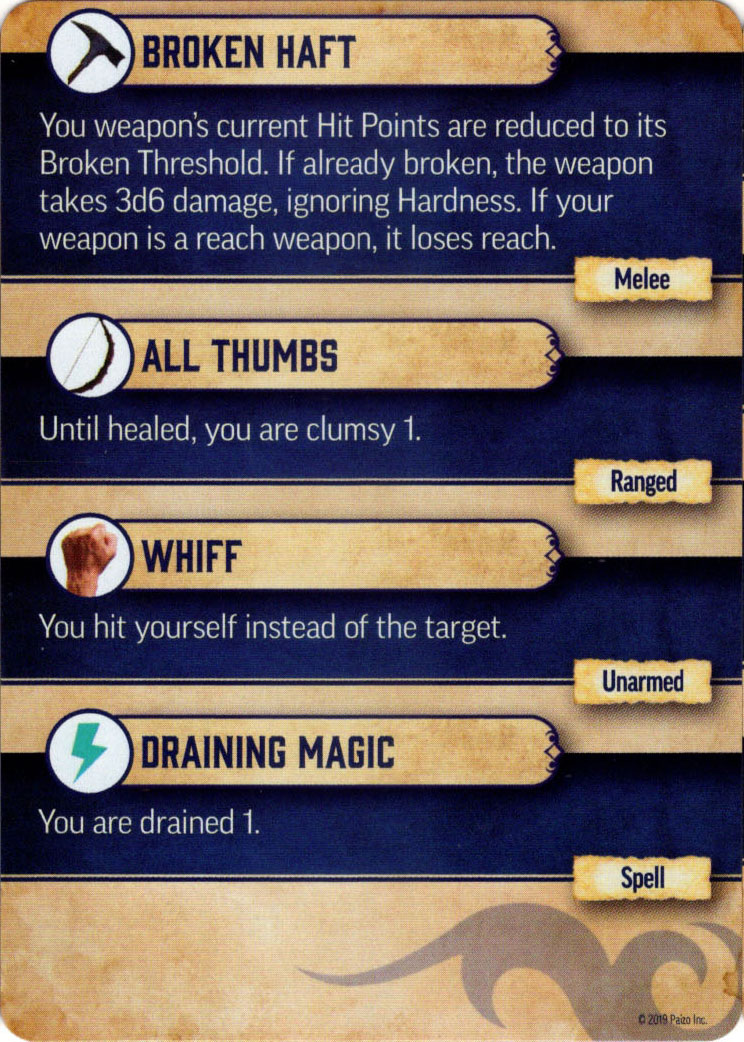 BROKEN HAFT
You weapon's current Hit Points are reduced to its
Broken Threshold. If already broken, the weapon
takes 3d6 damage, ignoring Hardness. If your
weapon is a reach weapon, it loses reach.
Melee
ALL THUMBS
Until healed, you are clumsy 1.
Ranged
WHIFF
You hit yourself instead of the target.
Unarmed
DRAINING MAGIC
You are drained 1.
Spell
© 2019 Paizo Inc.